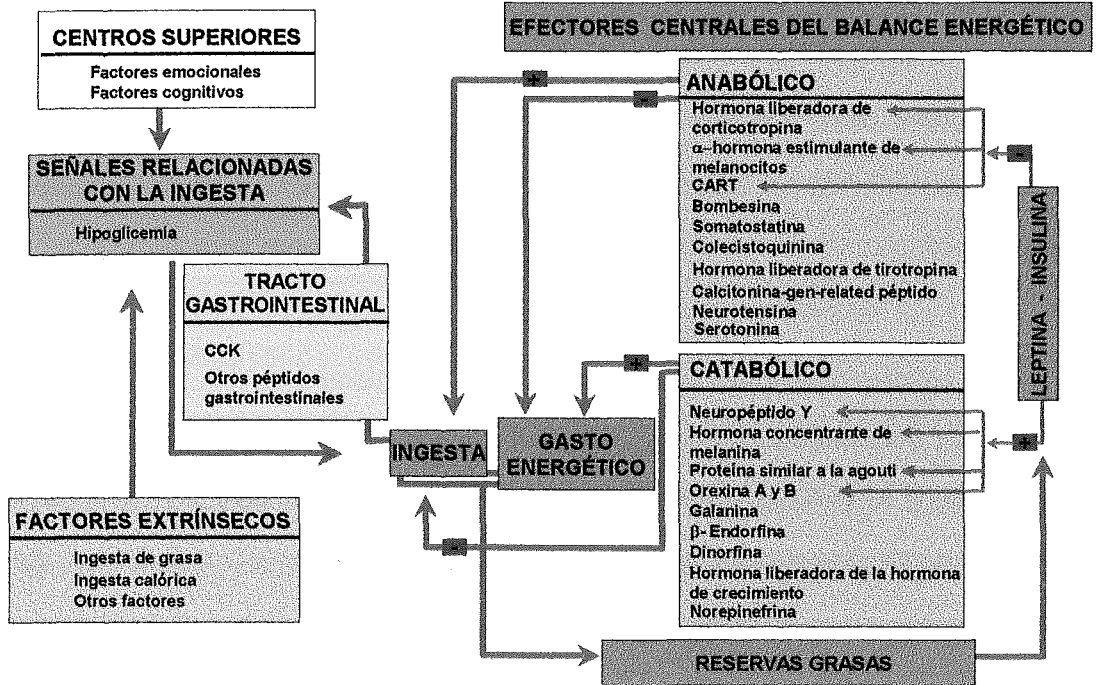 EFECTORES CENTRALES DEL BALANCE ENERGÉTICO
CENTROS SUPERIORES
Factores emocionales
Factores cognitivos
SEÑALES RELACIONADAS
CON LA INGESTA
Hipoglicemia
TRACTO
GASTROINTESTINAL
CCK
Otros péptidos
gastrointestinales
FACTORES EXTRÍNSECOS
Ingesta de grasa
Ingesta calórica
Otros factores
INGESTA
GASTO
ENERGÉTICO
+
-
ANABÓLICO
Hormona liberadora de
corticotropina
α-hormona estimulante de
melanocitos
CART
Bombesina
Somatostatina
Colecistoquinina
Hormona liberadora de tirotropina
Calcitonina-gen-related péptido
Neurotensina
Serotonina
+
-
CATABÓLICO
Neuropéptido Y
Hormona concentrante de
melanina
Proteína similar a la agouti
Orexina A y B
Galanina
β- Endorfina
Dinorfina
Hormona liberadora de la hormona
de crecimiento
Norepinefrina
-
LEPTINA - INSULINA
+
RESERVAS GRASAS